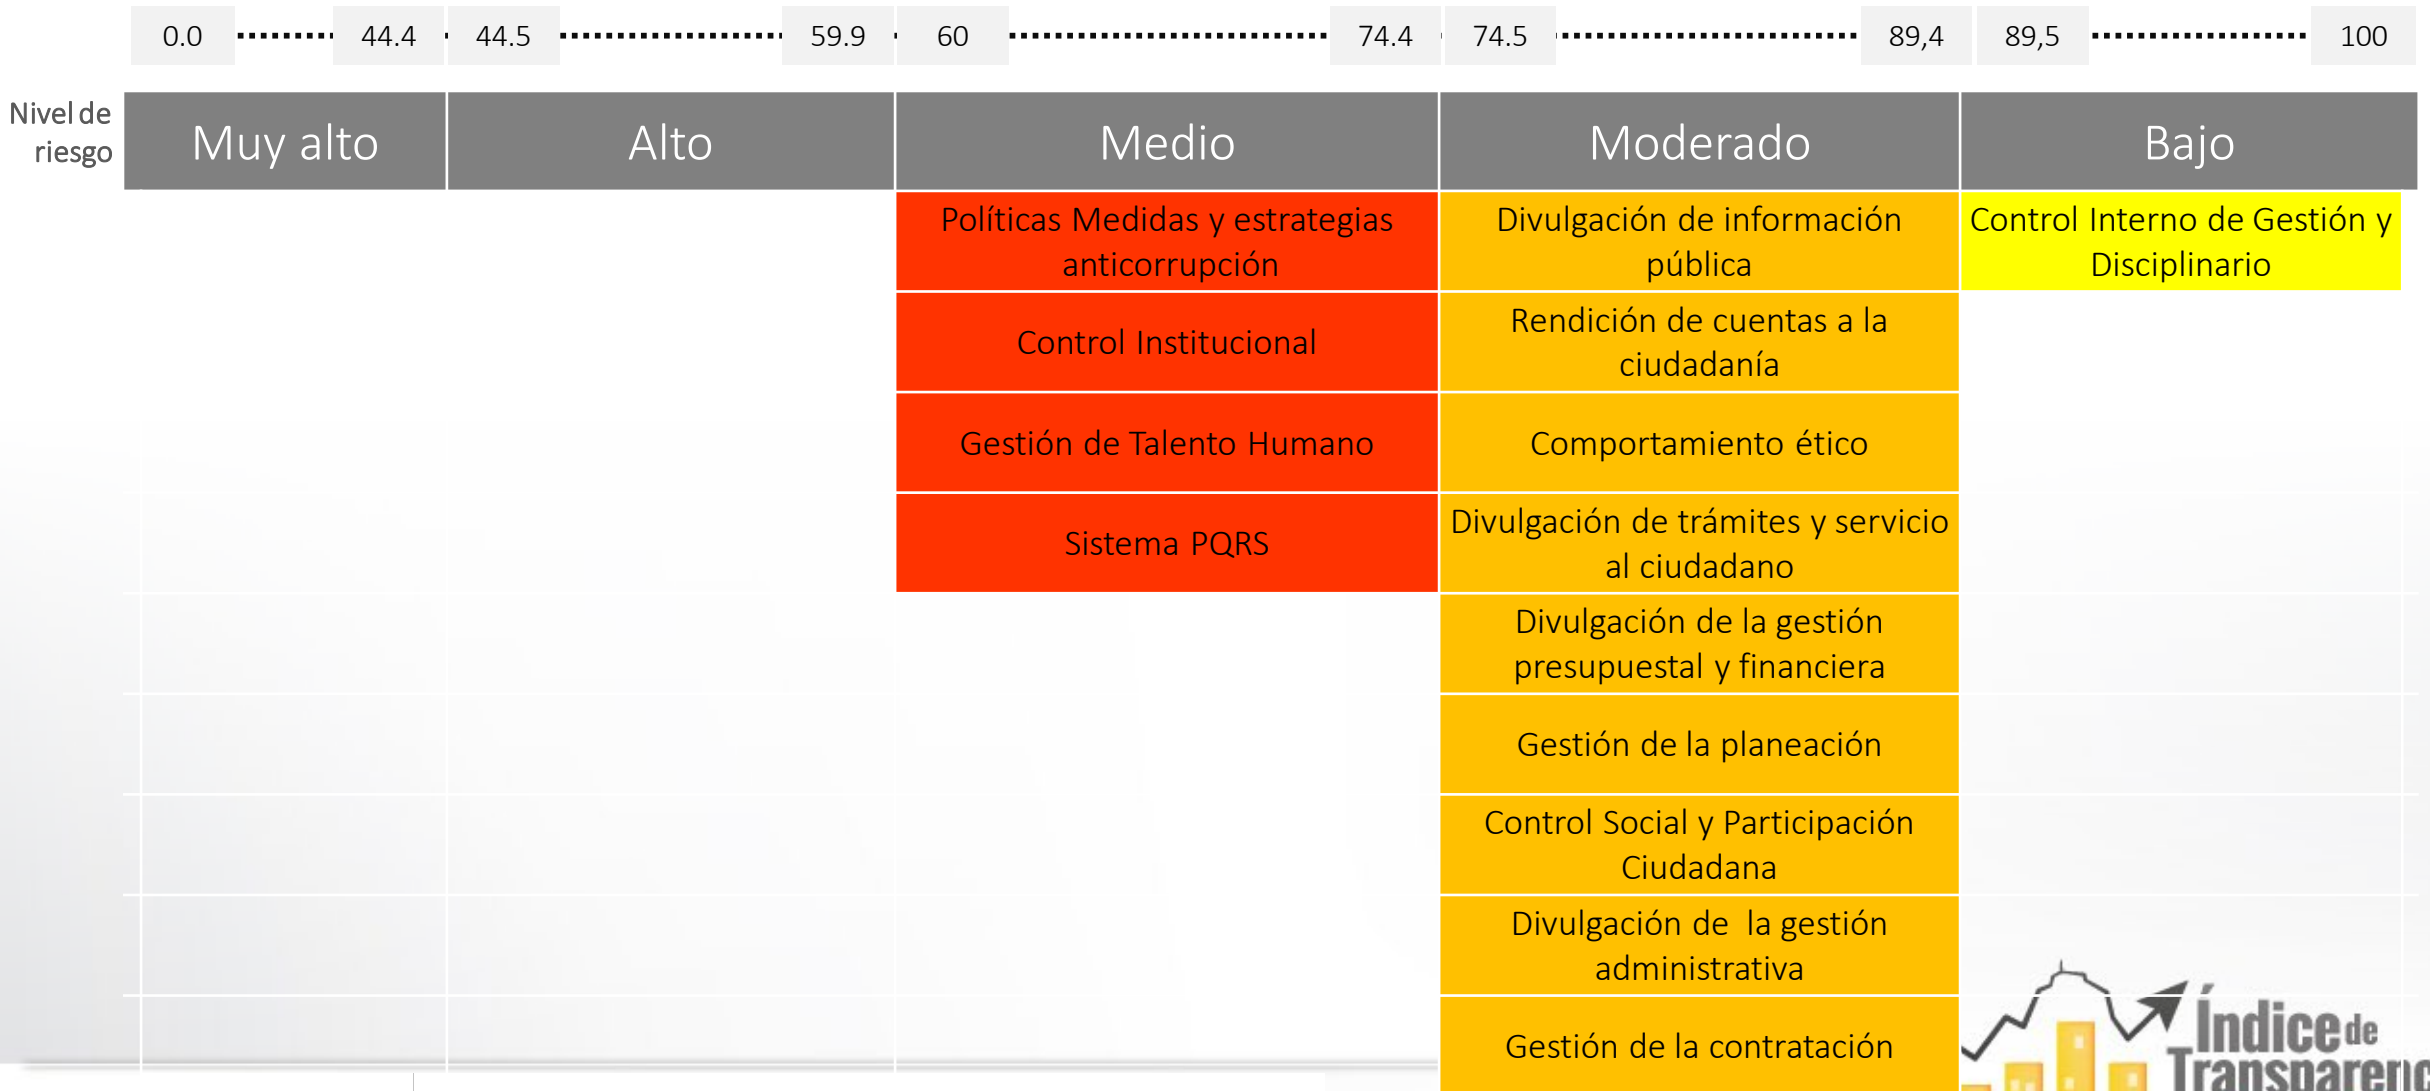 0.0 44.4 44.5 59.9 60 74.4 74.5 89,4 89,5 100
Nivel de
riesgo
Muy alto Alto Medio Moderado Bajo
Políticas Medidas y estrategias
anticorrupción
Divulgación de información
pública
Control Interno de Gestión y
Disciplinario
Control Institucional
Rendición de cuentas a la
ciudadanía
Gestión de Talento Humano
Comportamiento ético
Sistema PQRS
Divulgación de trámites y servicio
al ciudadano
Divulgación de la gestión
presupuestal y financiera
Gestión de la planeación
Control Social y Participación
Ciudadana
Divulgación de la gestión
administrativa
Gestión de la contratación
Índice de